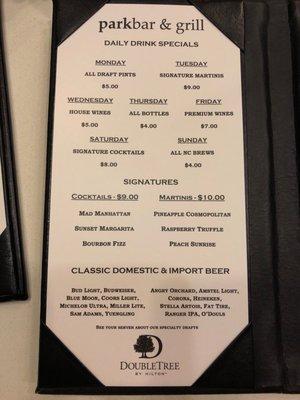 parkbar & grill
DAILY DRINK SPECIALS
MONDAY TUESDAY
ALL DRAFT PINTS SIGNATURE MARTINIS
$5.00 $9.00
WEDNESDAY THURSDAY FRIDAY
HOUSE WINES ALL BOTTLES PREMIUM WINES
$5.00 $4.00 $7.00
SATURDAY SUNDAY
SIGNATURE COCKTAILS ALL NC BREWS
$8.00 $4.00
SIGNATURES
COCKTAILS - $9.00 MARTINIS - $10.00
MAD MANHATTAN PINEAPPLE COSMOPOLITAN
SUNSET MARGARITA RASPBERRY TRUFFLE
BOURBON FIZZ PEACH SUNRISE
CLASSIC DOMESTIC & IMPORT BEER
BUD LIGHT, BUDWEISER, ANGRY ORCHARD, AMSTEL LIGHT,
BLUE MOON, COORS LIGHT, CORONA, HEINEKEN,
MICHELOB ULTRA, MILLER LITE, STELLA ARTOIS, FAT TIRE,
SAM ADAMS, YUENGLING RANGER IPA, O'DOULS
SEE YOUR SERVER ABOUT OUR SPECIALTY DRAFTS
DOUBLETREE
BY HILTON™